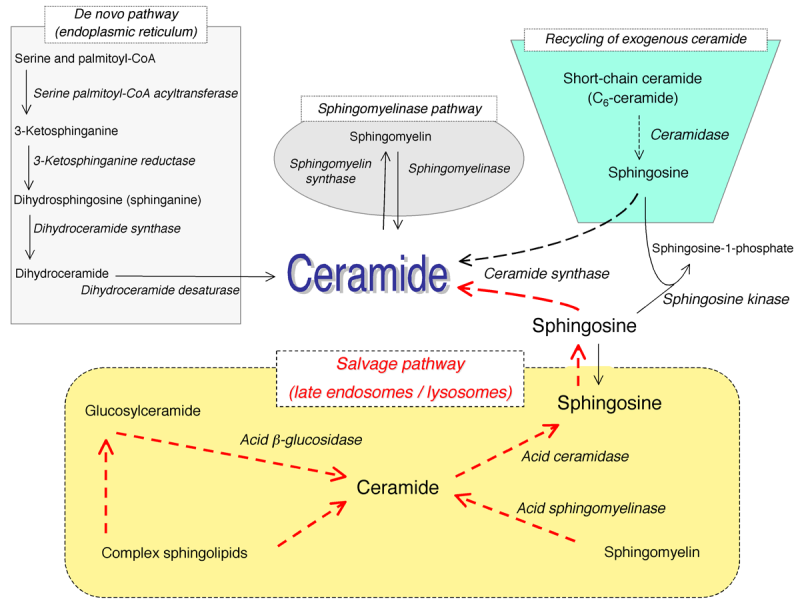 De novo pathway
(endoplasmic reticulum)
Serine and palmitoyl-CoA
Serine palmitoyl-CoA acyltransferase
3-Ketosphinganine
3-Ketosphinganine reductase
Dihydrosphingosine (sphinganine)
Dihydroceramide synthase
Dihydroceramide
Dihydroceramide desaturase
Sphingomyelinase pathway
Sphingomyelin
Sphingomyelin
synthase
Sphingomyelinase
Ceramide
Recycling of exogenous ceramide
Short-chain ceramide
(C₆-ceramide)
Ceramidase
Sphingosine
Sphingosine-1-phosphate
Ceramide synthase
Sphingosine kinase
Sphingosine
Salvage pathway
(late endosomes / lysosomes)
Sphingosine
Glucosylceramide
Acid β-glucosidase
Acid ceramidase
Ceramide
Acid sphingomyelinase
Complex sphingolipids
Sphingomyelin